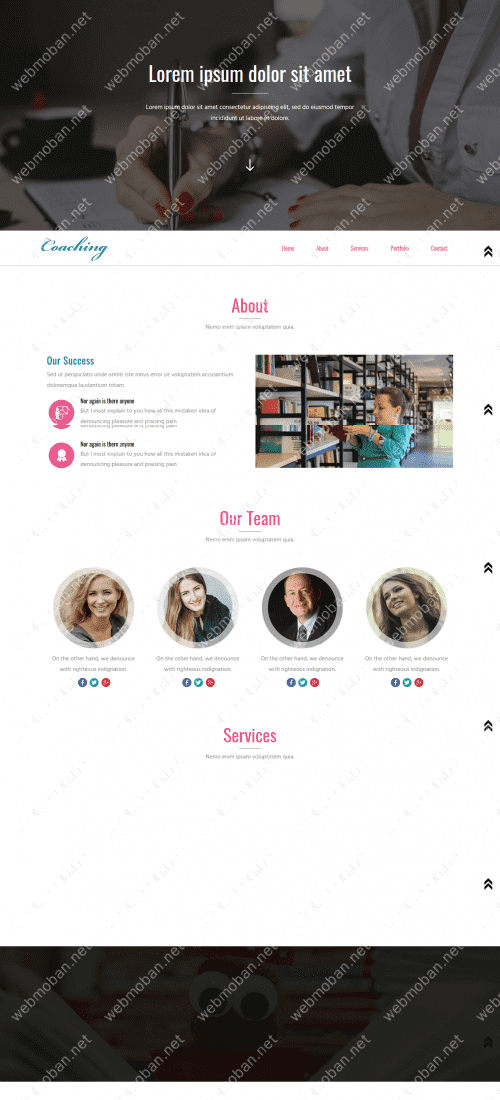 Lorem ipsum dolor sit amet
Lorem ipsum dolor sit amet consectetur adipiseing elit, sed do eiusmod tempor
incididunt ut labore et dolore.
Coaching
Home About Services Portfolio Contact
About
Nemo enim ipsam voluptatem quia.
Our Success
Sed ut perspiciatis unde omnis iste natus error sit voluptatem accusantium
doloremque laudantium totam.
Nor again is there anyone
But I must explain to you how all this mistaken idea of
denouncing pleasure and praising pain
Nor again is there anyone
But I must explain to you how all this mistaken idea of
denouncing pleasure and praising pain
Our Team
Nemo enim ipsam voluptatem quia.
On the other hand, we denounce
with righteous indignation.
On the other hand, we denounce
with righteous indignation.
On the other hand, we denounce
with righteous indignation.
On the other hand, we denounce
with righteous indignation.
Services
Nemo enim ipsam voluptatem quia.
webmoban.net